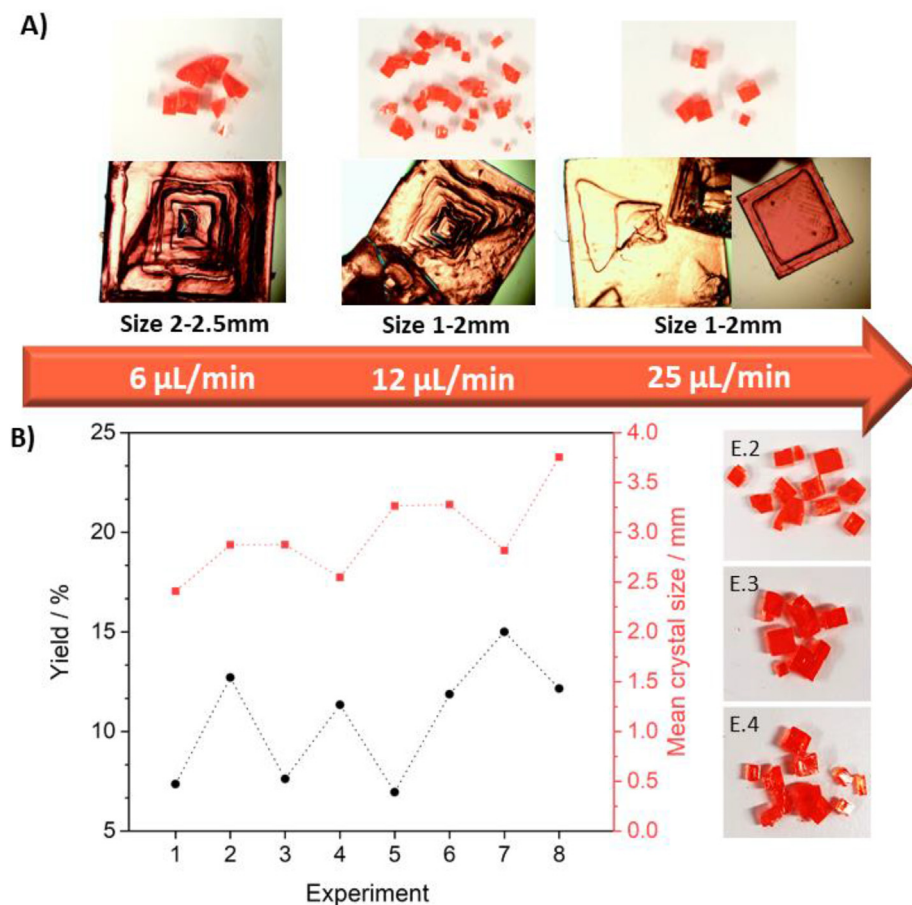 A)
Size 2-2.5mm
Size 1-2mm
Size 1-2mm
6 µL/min
12 µL/min
25 µL/min
B)
25
20
15
10
5
Yield / %
4.0
3.5
3.0
2.5
2.0
1.5
1.0
0.5
0.0
Mean crystal size / mm
1 2 3 4 5 6 7 8
Experiment
E.2
E.3
E.4